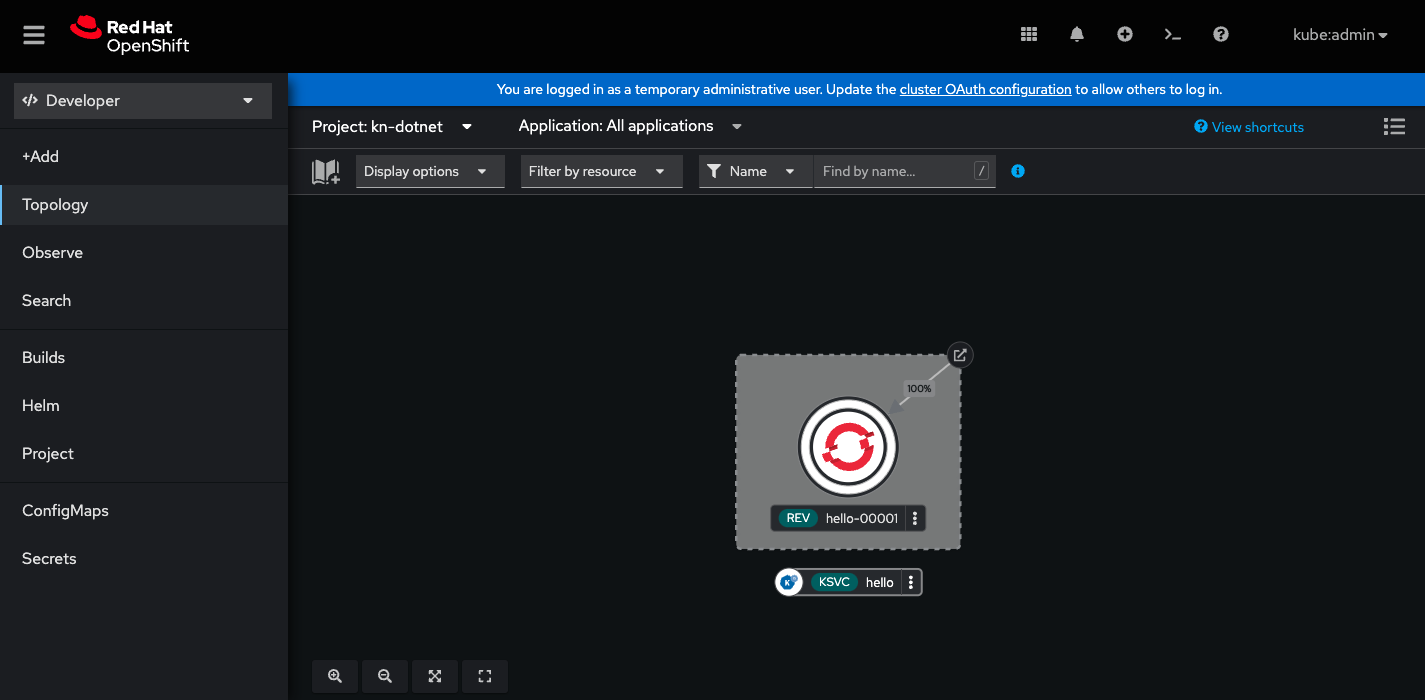 Red Hat
OpenShift
kube:admin
Developer
You are logged in as a temporary administrative user. Update the cluster OAuth configuration to allow others to log in.
Project: kn-dotnet
Application: All applications
View shortcuts
+Add
Display options
Filter by resource
Name
Find by name...
/
Topology
Observe
Search
Builds
Helm
Project
ConfigMaps
Secrets
100%
REV hello-00001
KSVC hello